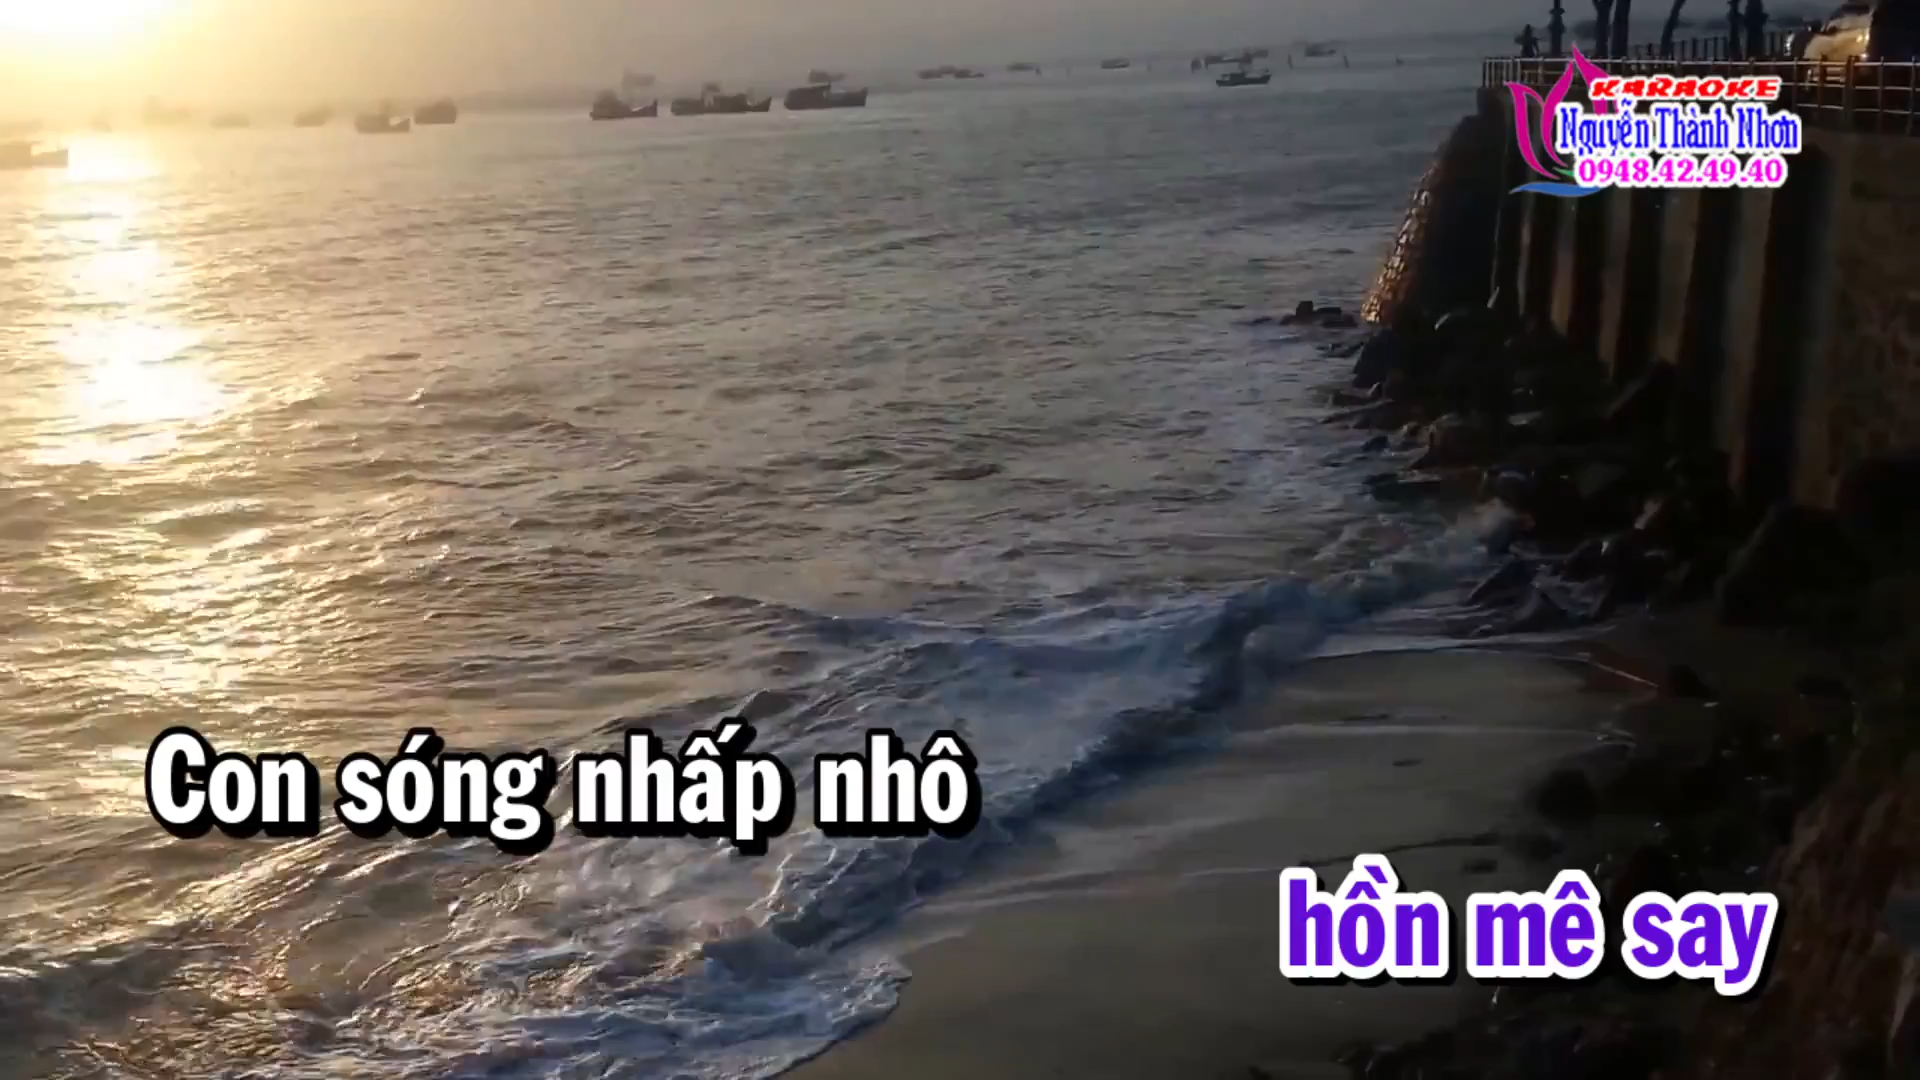 KARAOKE
Nguyễn Thành Nhơn
0948.42.49.40
Con sóng nhấp nhô
hồn mê say